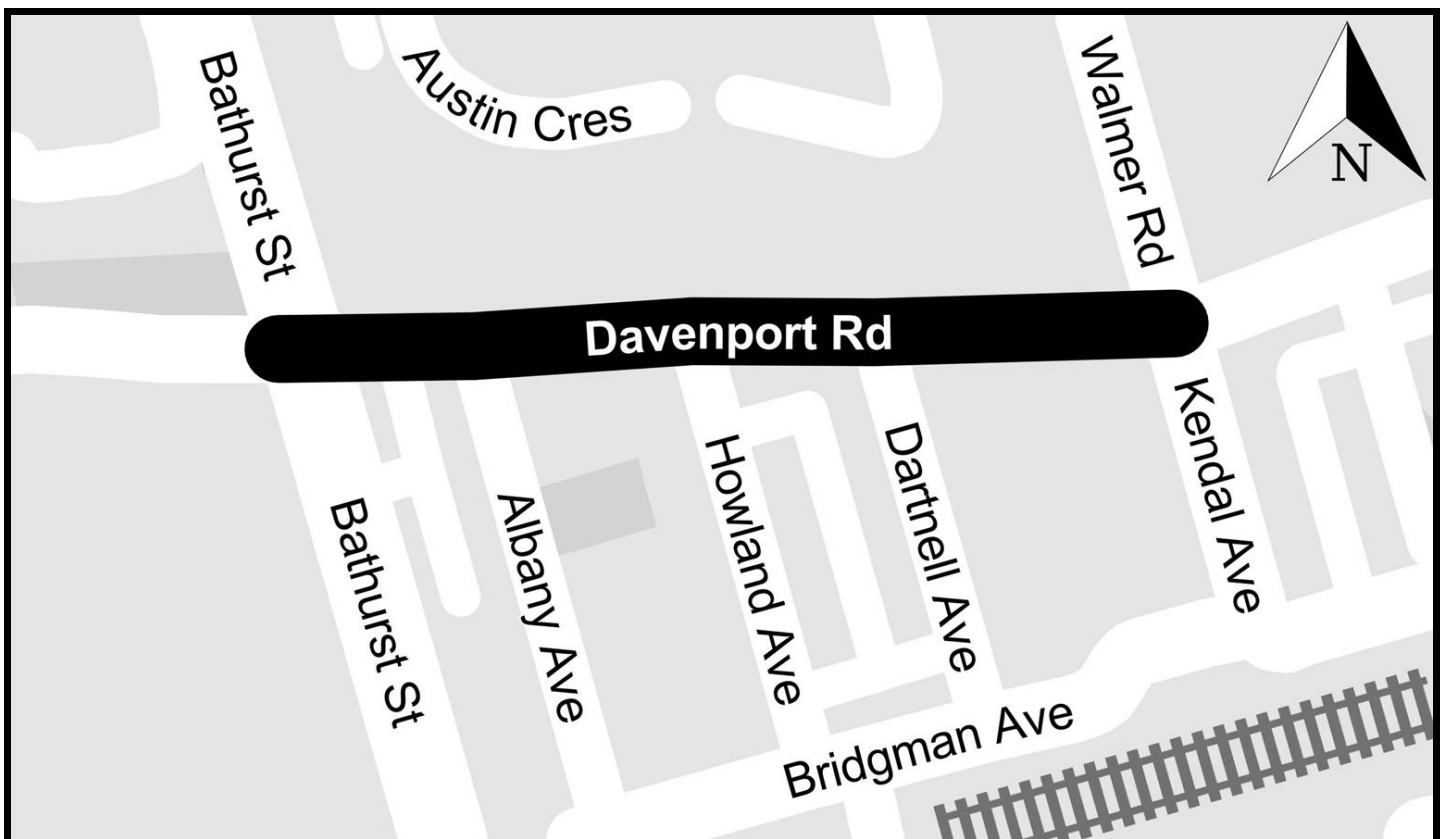 Bathurst St
Austin Cres
Walmer Rd
N
Davenport Rd
Bathurst St
Albany Ave
Howland Ave
Dartnell Ave
Kendal Ave
Bridgman Ave